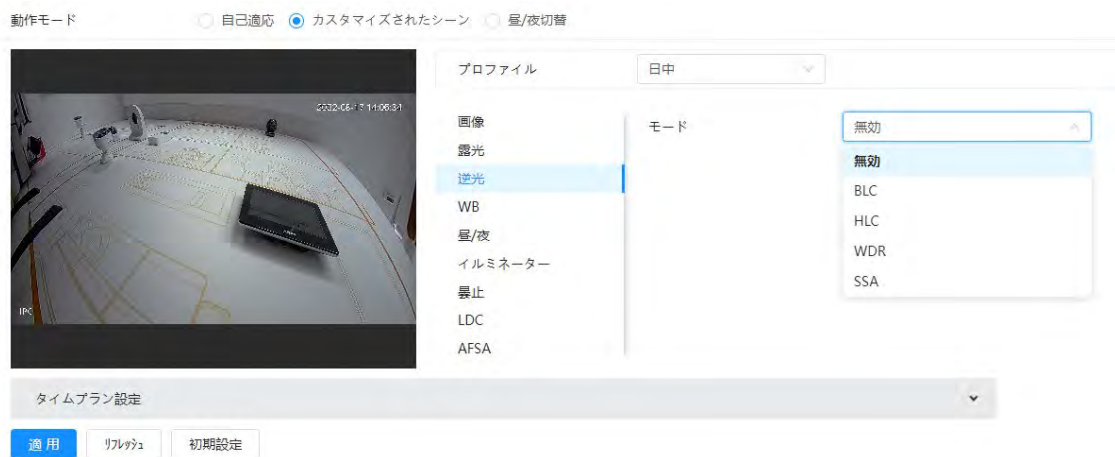 動作モード 自己適応 カスタマイズされたシーン 昼/夜切替
プロファイル 日中
画像
露光
逆光
WB
昼/夜
イルミネーター
曇止
LDC
AFSA
モード 無効
無効
BLC
HLC
WDR
SSA
IPC
タイムプラン設定
適用 ﾘﾌﾚｯｼｭ 初期設定